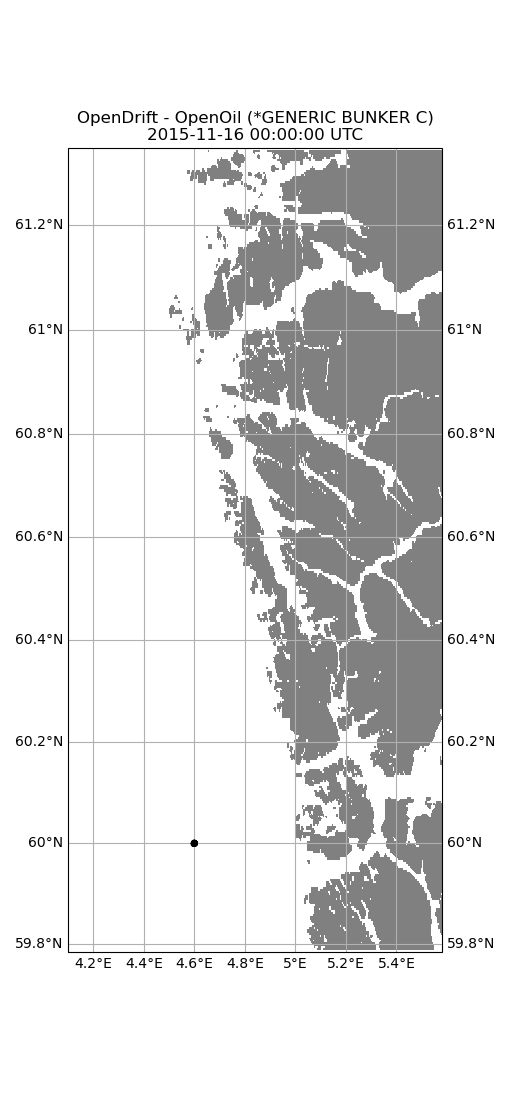 OpenDrift - OpenOil (*GENERIC BUNKER C)
2015-11-16 00:00:00 UTC
61.2°N 61.2°N
61°N 61°N
60.8°N 60.8°N
60.6°N 60.6°N
60.4°N 60.4°N
60.2°N 60.2°N
60°N 60°N
59.8°N 59.8°N
4.2°E 4.4°E 4.6°E 4.8°E 5°E 5.2°E 5.4°E